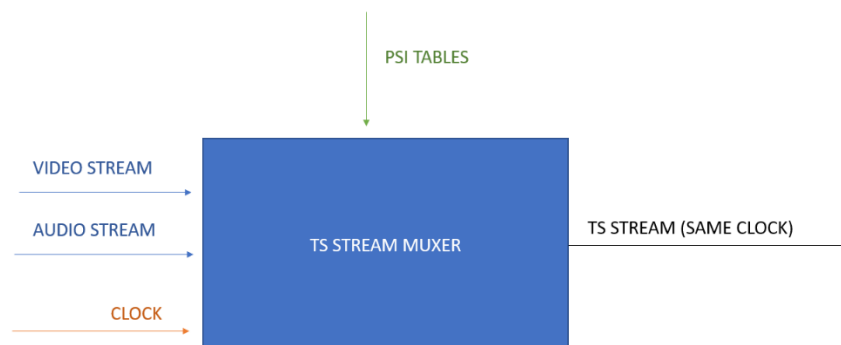 PSI TABLES
VIDEO STREAM
AUDIO STREAM
TS STREAM MUXER
TS STREAM (SAME CLOCK)
CLOCK